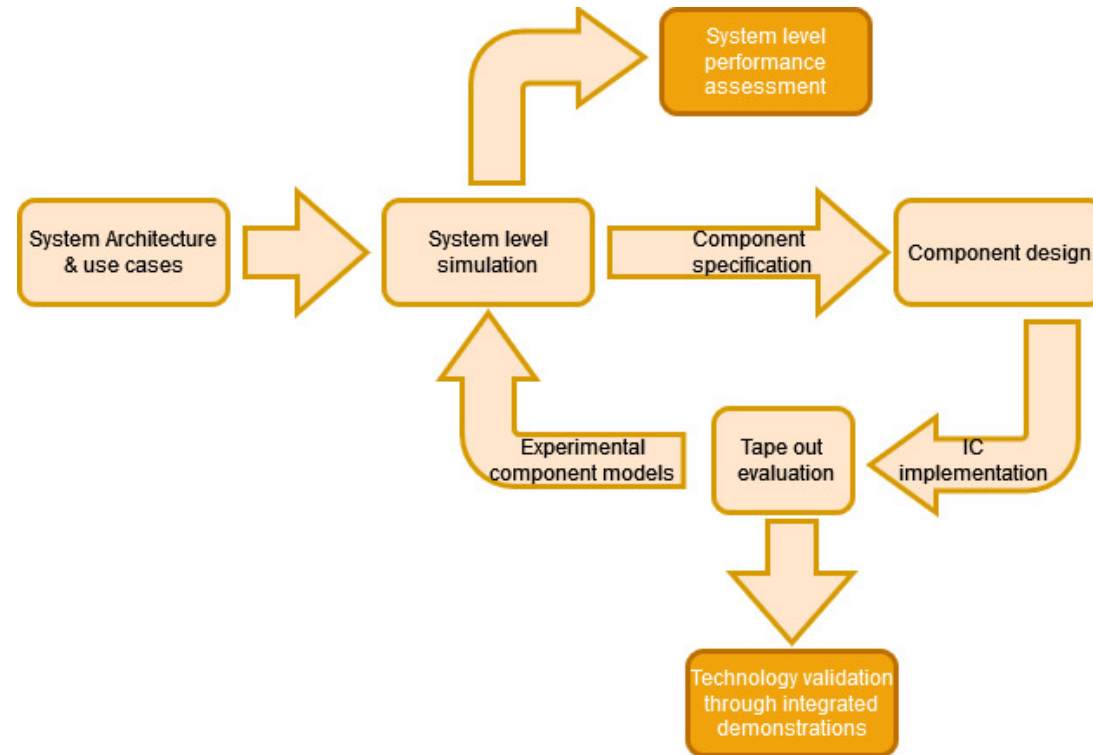 System level
performance
assessment
System Architecture
& use cases
System level
simulation
Component
specification
Component design
Experimental
component models
Tape out
evaluation
IC
implementation
Technology validation
through integrated
demonstrations